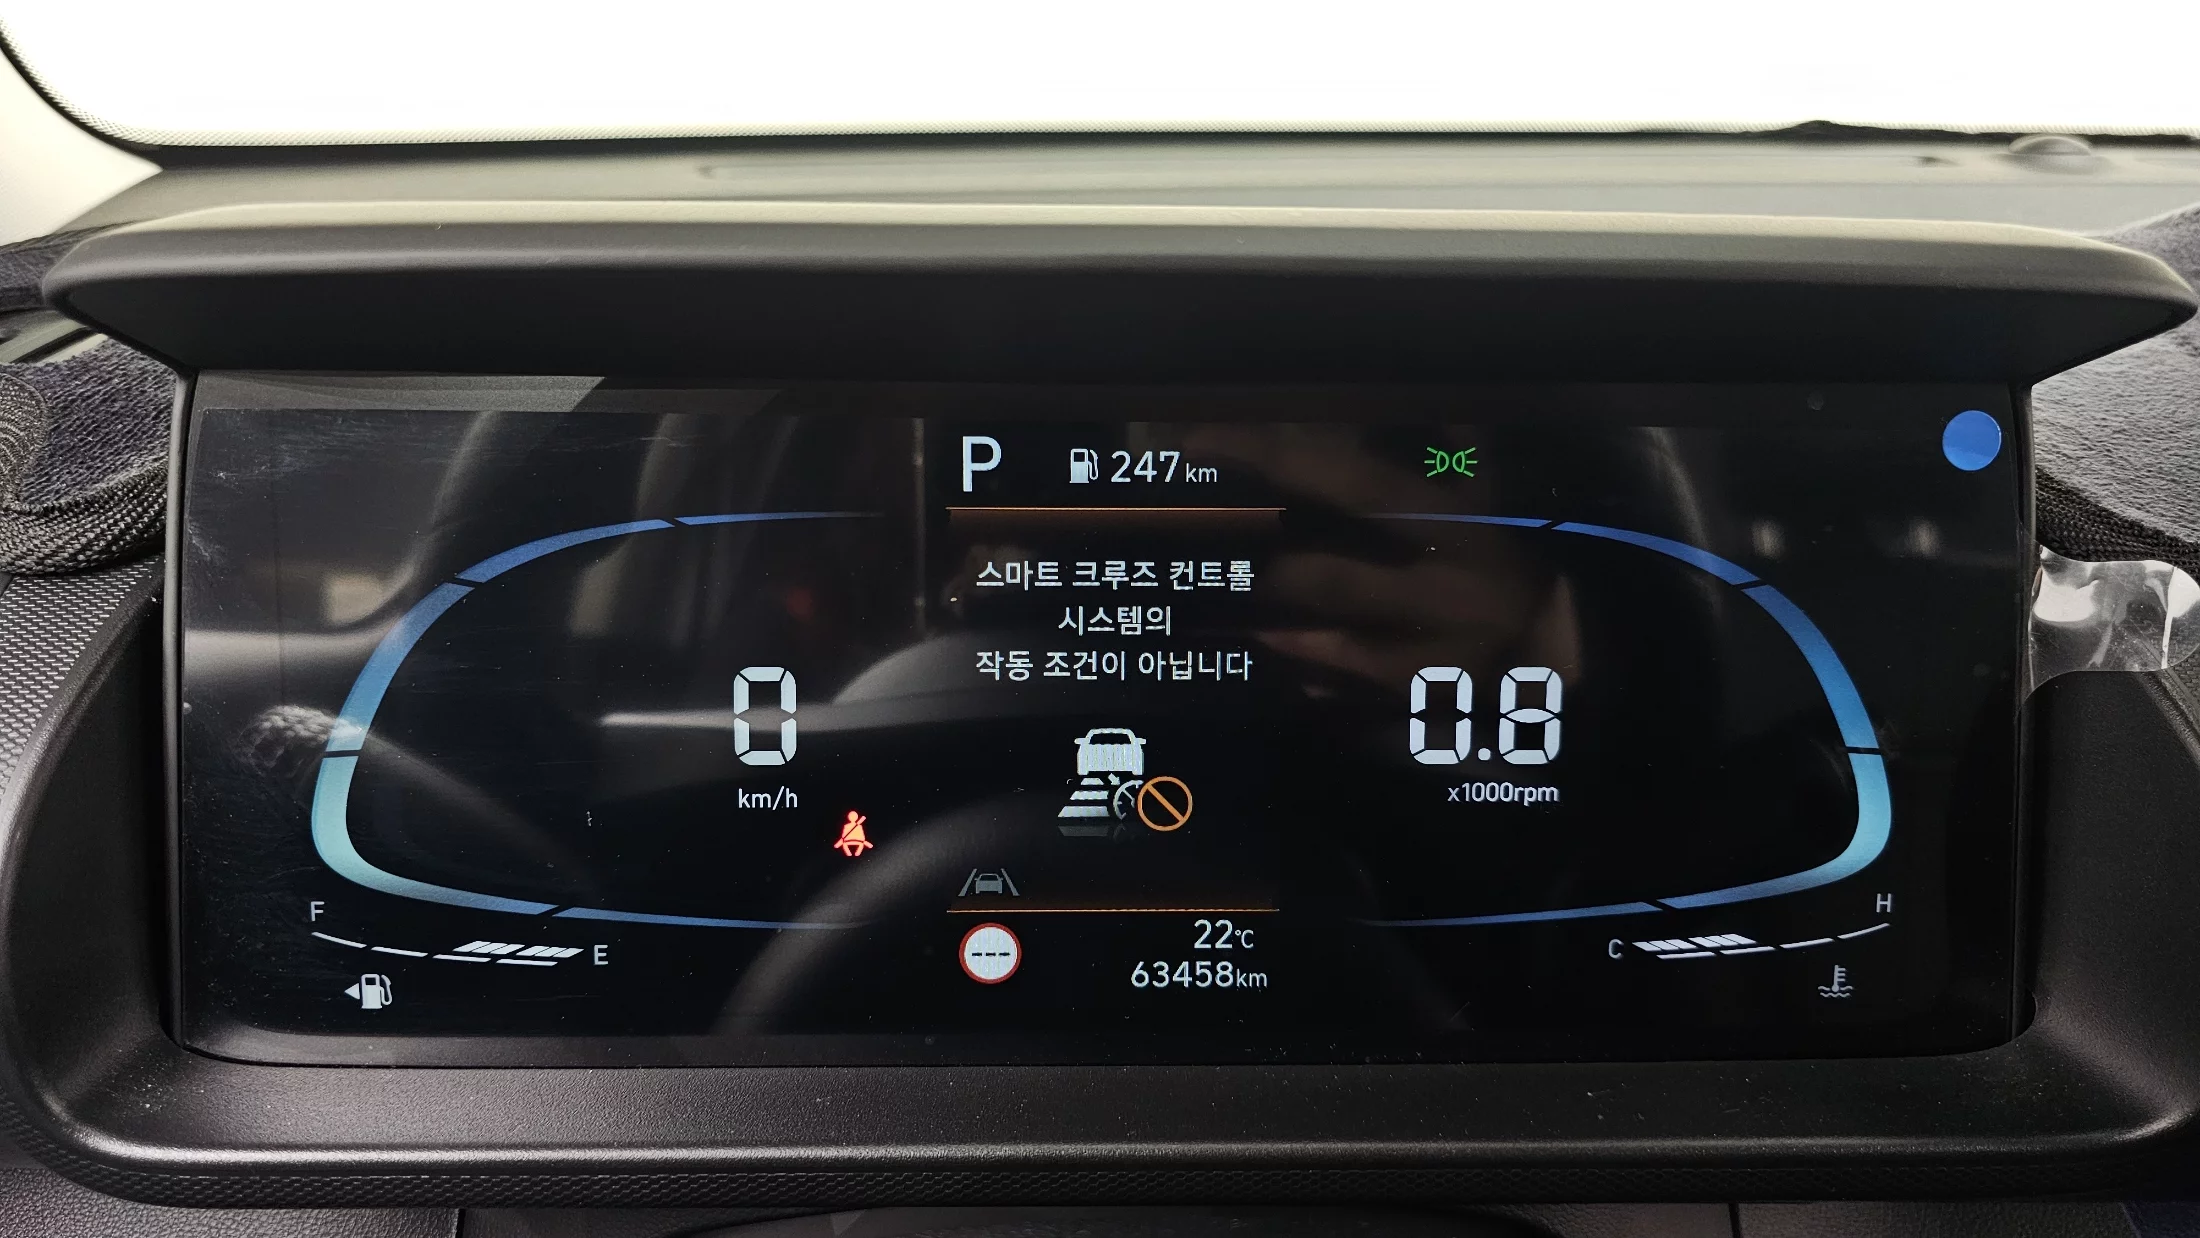 P 247km
스마트 크루즈 컨트롤
시스템의
작동 조건이 아닙니다
0
km/h
0.8
x1000rpm
F
E
C
H
---
22℃
63458km